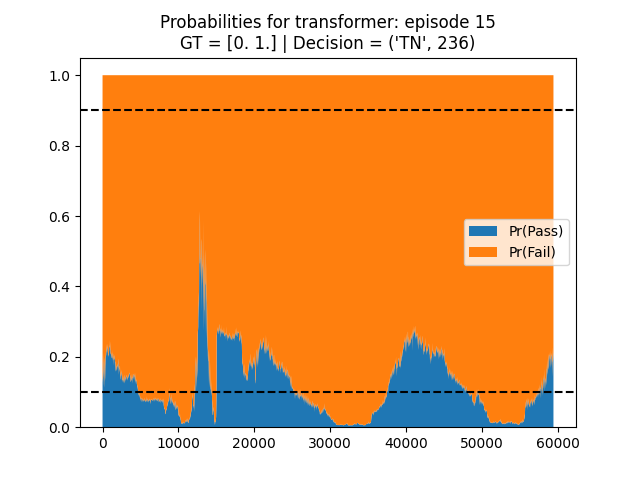 Probabilities for transformer: episode 15
GT = [0. 1.] | Decision = ('TN', 236)
1.0
0.8
0.6
0.4
0.2
0.0
Pr(Pass)
Pr(Fail)
0 10000 20000 30000 40000 50000 60000